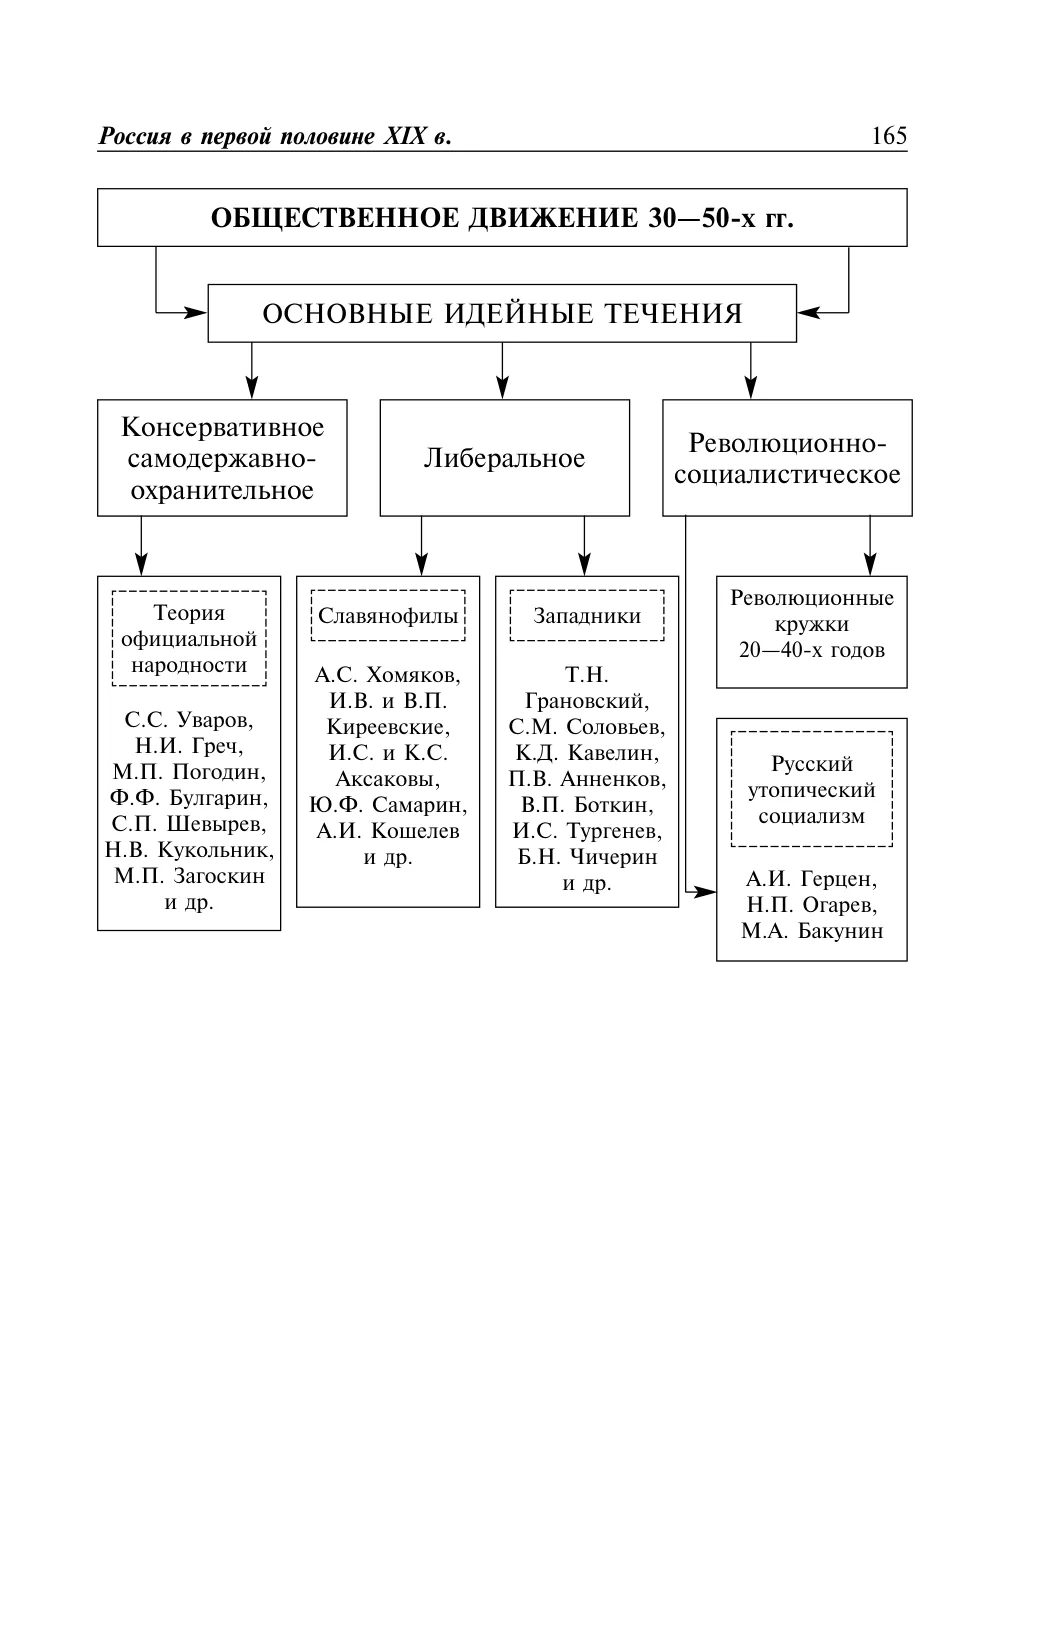 Россия в первой половине XIX в. 165
ОБЩЕСТВЕННОЕ ДВИЖЕНИЕ 30—50-х гг.
ОСНОВНЫЕ ИДЕЙНЫЕ ТЕЧЕНИЯ
Консервативное
самодержавно-
охранительное
Либеральное
Революционно-
социалистическое
Теория
официальной
народности
С.С. Уваров,
Н.И. Греч,
М.П. Погодин,
Ф.Ф. Булгарин,
С.П. Шевырев,
Н.В. Кукольник,
М.П. Загоскин
и др.
Славянофилы
А.С. Хомяков,
И.В. и В.П.
Киреевские,
И.С. и К.С.
Аксаковы,
Ю.Ф. Самарин,
А.И. Кошелев
и др.
Западники
Т.Н.
Грановский,
С.М. Соловьев,
К.Д. Кавелин,
П.В. Анненков,
В.П. Боткин,
И.С. Тургенев,
Б.Н. Чичерин
и др.
Революционные
кружки
20—40-х годов
Русский
утопический
социализм
А.И. Герцен,
Н.П. Огарев,
М.А. Бакунин